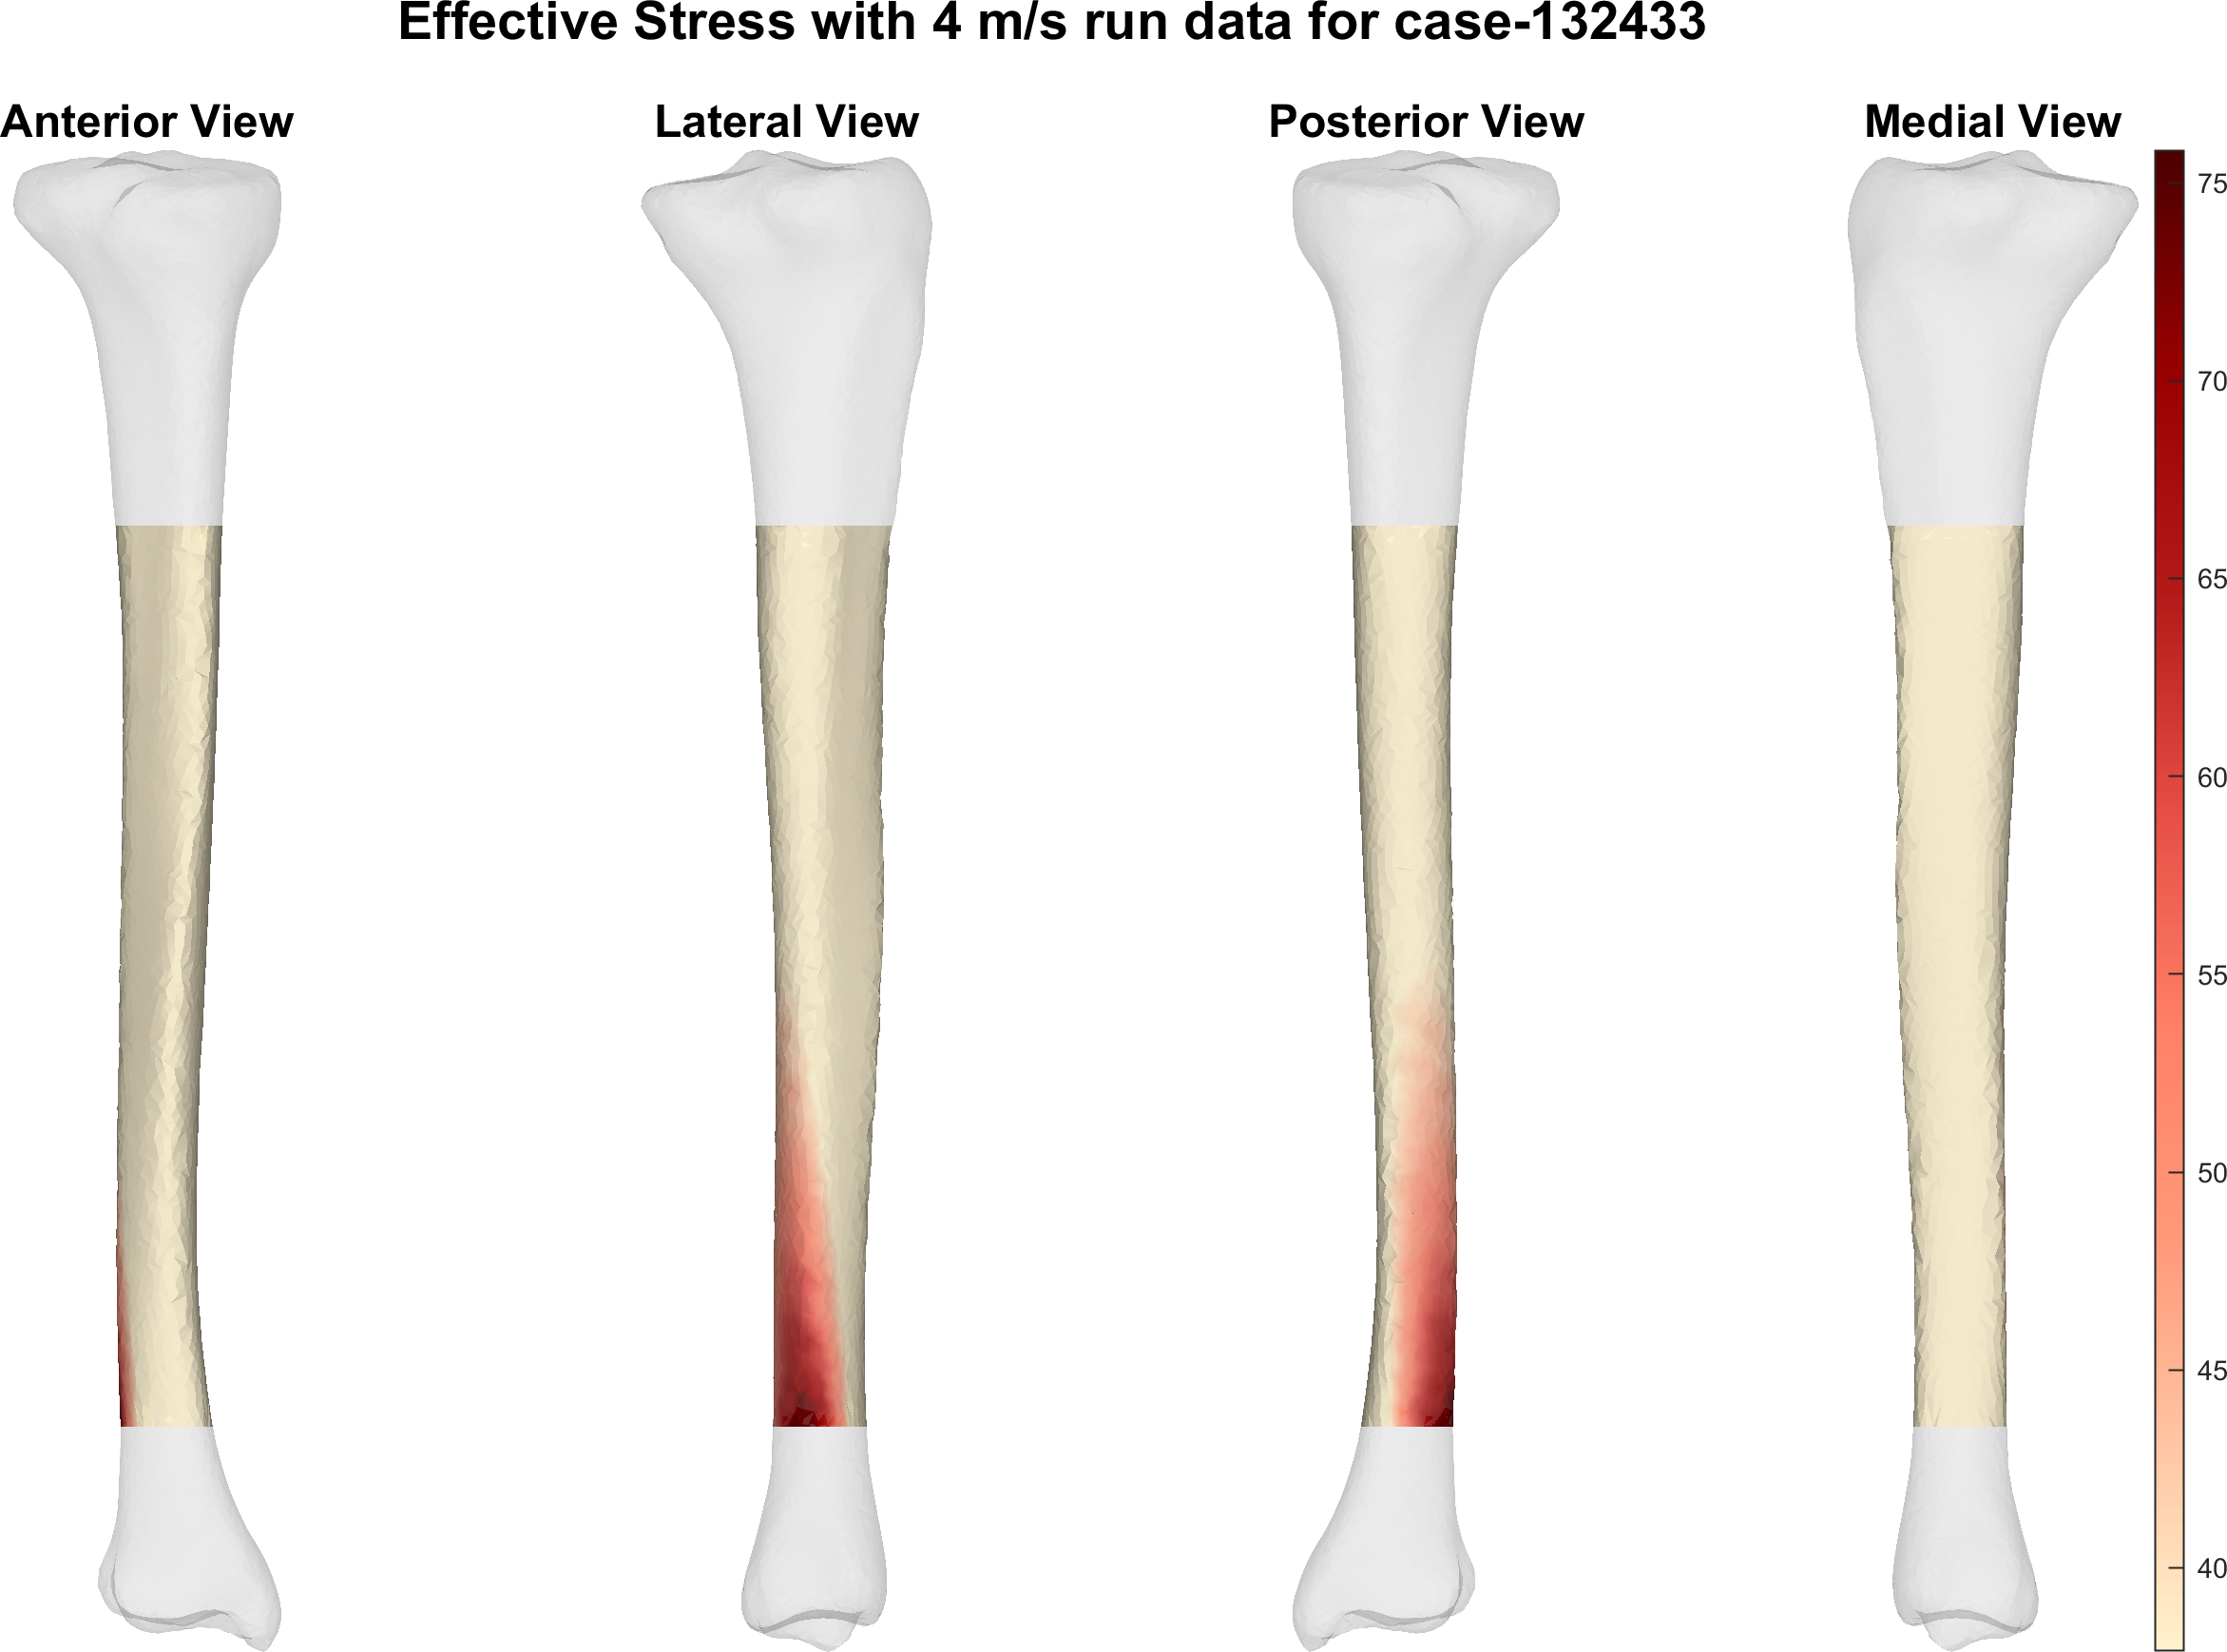 Effective Stress with 4 m/s run data for case-132433
Anterior View
Lateral View
Posterior View
Medial View
75
70
65
60
55
50
45
40